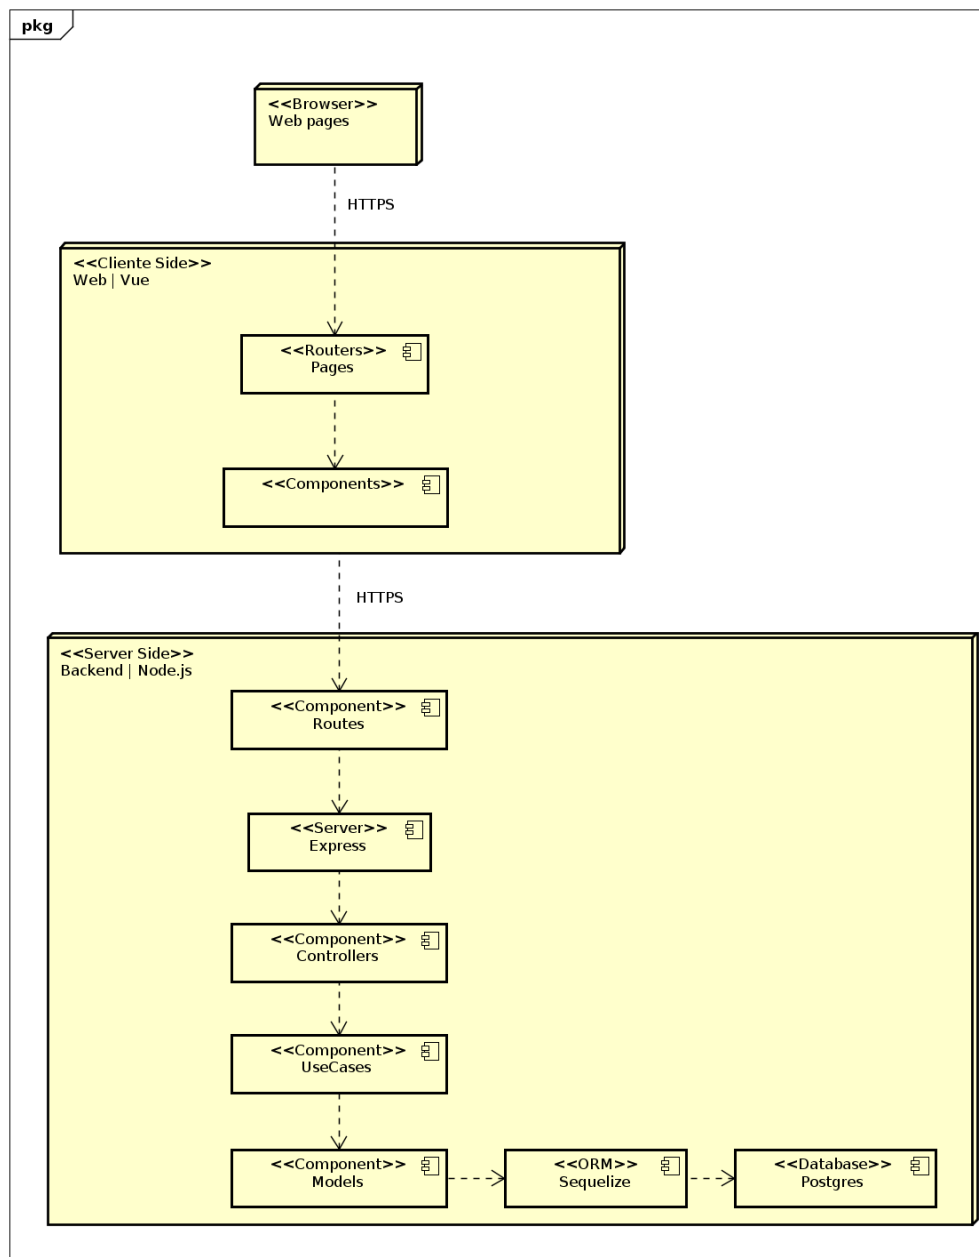 pkg
<<Browser>>
Web pages
HTTPS
<<Cliente Side>>
Web | Vue
<<Routers>>
Pages
<<Components>>
HTTPS
<<Server Side>>
Backend | Node.js
<<Component>>
Routes
<<Server>>
Express
<<Component>>
Controllers
<<Component>>
UseCases
<<Component>>
Models
<<ORM>>
Sequelize
<<Database>>
Postgres